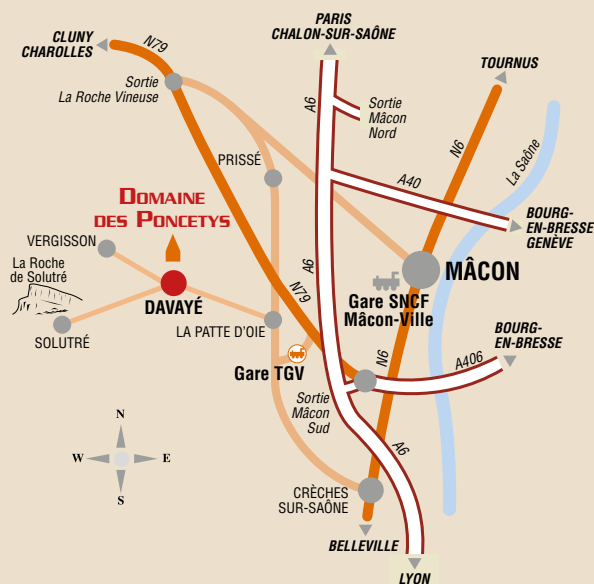 PARIS
CHALON-SUR-SAÔNE
CLUNY
CHAROLLES
N79
TOURNUS
Sortie
La Roche Vineuse
A6
Sortie
Mâcon
Nord
N6
La Saône
PRISSÉ
A40
DOMAINE
DES PONCETYS
BOURG-
EN-BRESSE
GENÈVE
VERGISSON
La Roche
de Solutré
A6
MÂCON
Gare SNCF
Mâcon-Ville
N79
DAVAYÉ
SOLUTRÉ
LA PATTE D'OIE
BOURG-
EN-BRESSE
N6
A406
Gare TGV
Sortie
Mâcon
Sud
N
W
E
S
A6
CRÈCHES
SUR-SAÔNE
BELLEVILLE
LYON